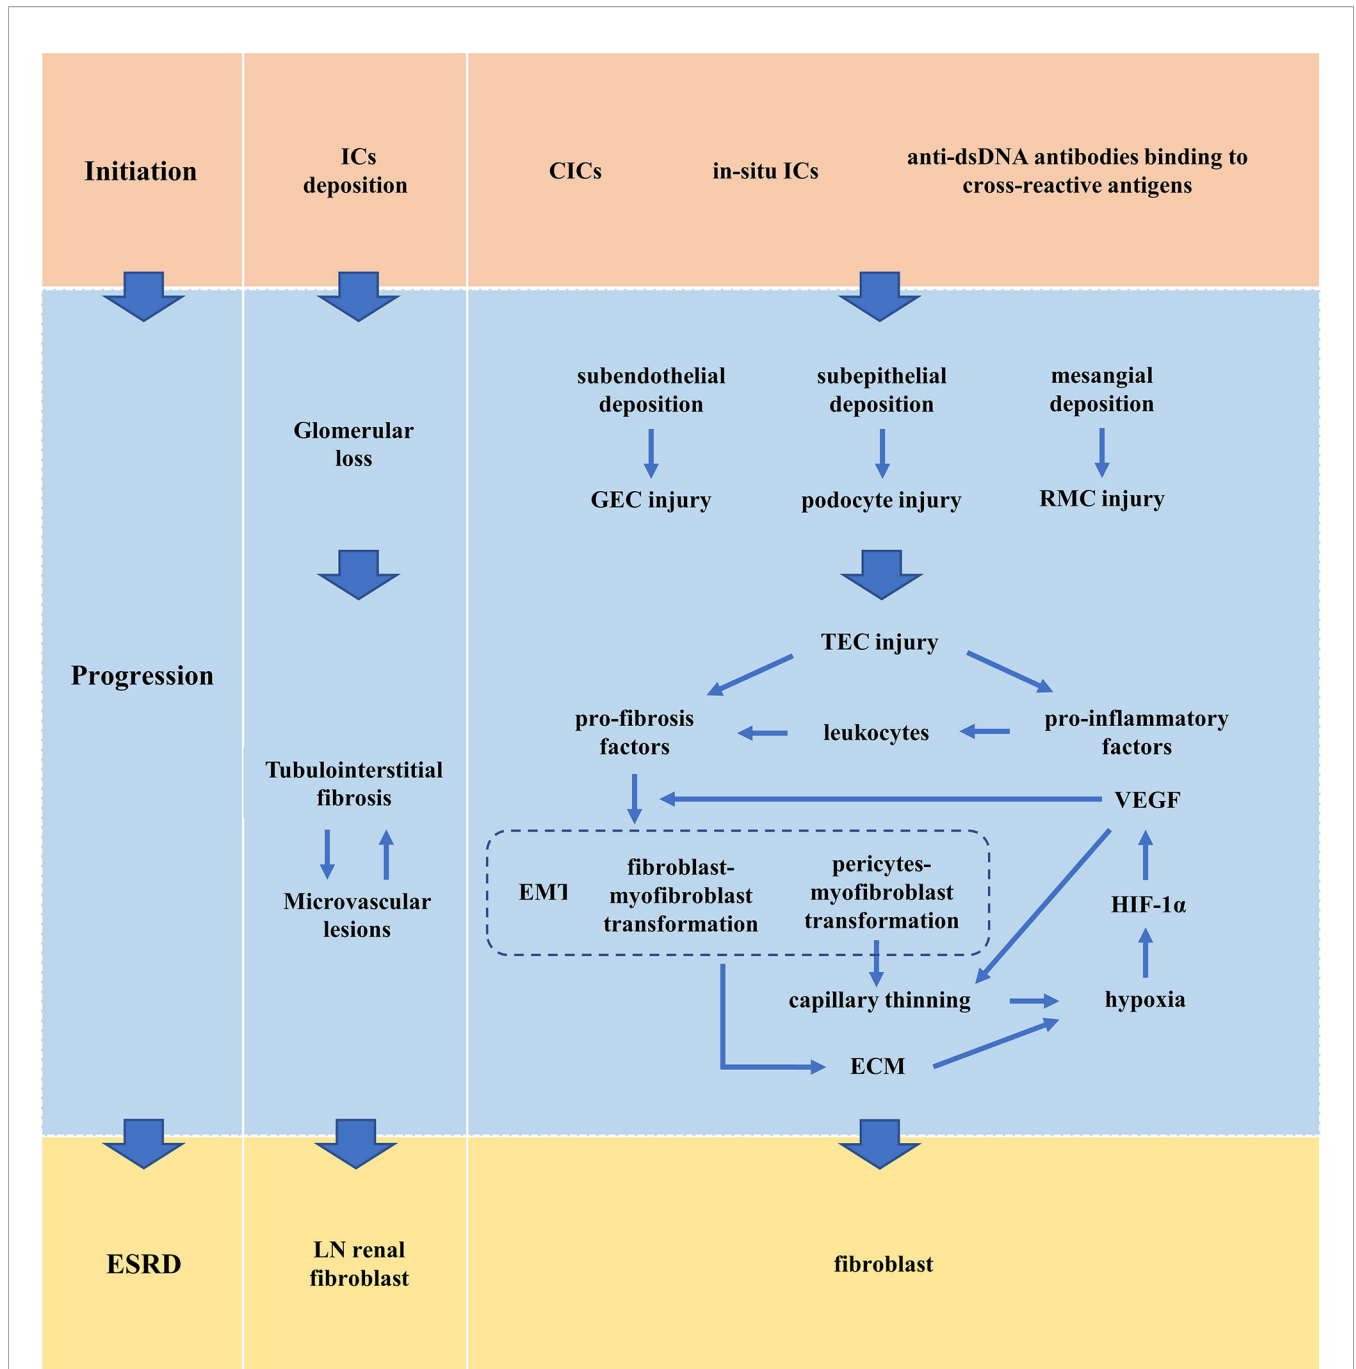 Initiation
ICs
deposition
CICs
in-situ ICs
anti-dsDNA antibodies binding to
cross-reactive antigens
Progression
Glomerular
loss
Tubulointerstitial
fibrosis
Microvascular
lesions
subendothelial
deposition
subepithelial
deposition
mesangial
deposition
GEC injury
podocyte injury
RMC injury
TEC injury
pro-fibrosis
factors
leukocytes
pro-inflammatory
factors
VEGF
EMT
fibroblast-
myofibroblast
transformation
pericytes-
myofibroblast
transformation
HIF-1α
capillary thinning
hypoxia
ECM
ESRD
LN renal
fibroblast
fibroblast